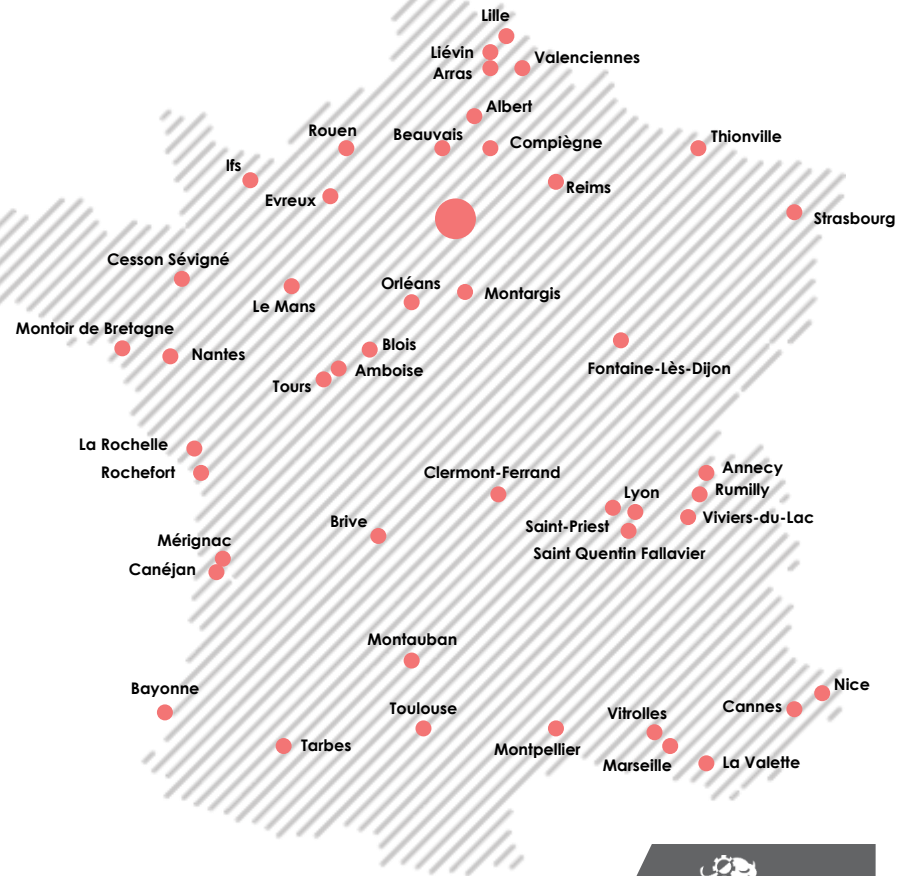 Lille
Liévin
Valenciennes
Arras
Albert
Rouen
Beauvais
Compiègne
Thionville
Ifs
Reims
Evreux
Strasbourg
Cesson Sévigné
Orléans
Montargis
Le Mans
Montoir de Bretagne
Blois
Nantes
Fontaine-Lès-Dijon
Amboise
Tours
La Rochelle
Rochefort
Clermont-Ferrand
Annecy
Lyon
Rumilly
Brive
Saint-Priest
Viviers-du-Lac
Mérignac
Saint Quentin Fallavier
Canéjan
Montauban
Bayonne
Nice
Toulouse
Vitrolles
Cannes
Tarbes
Montpellier
Marseille
La Valette